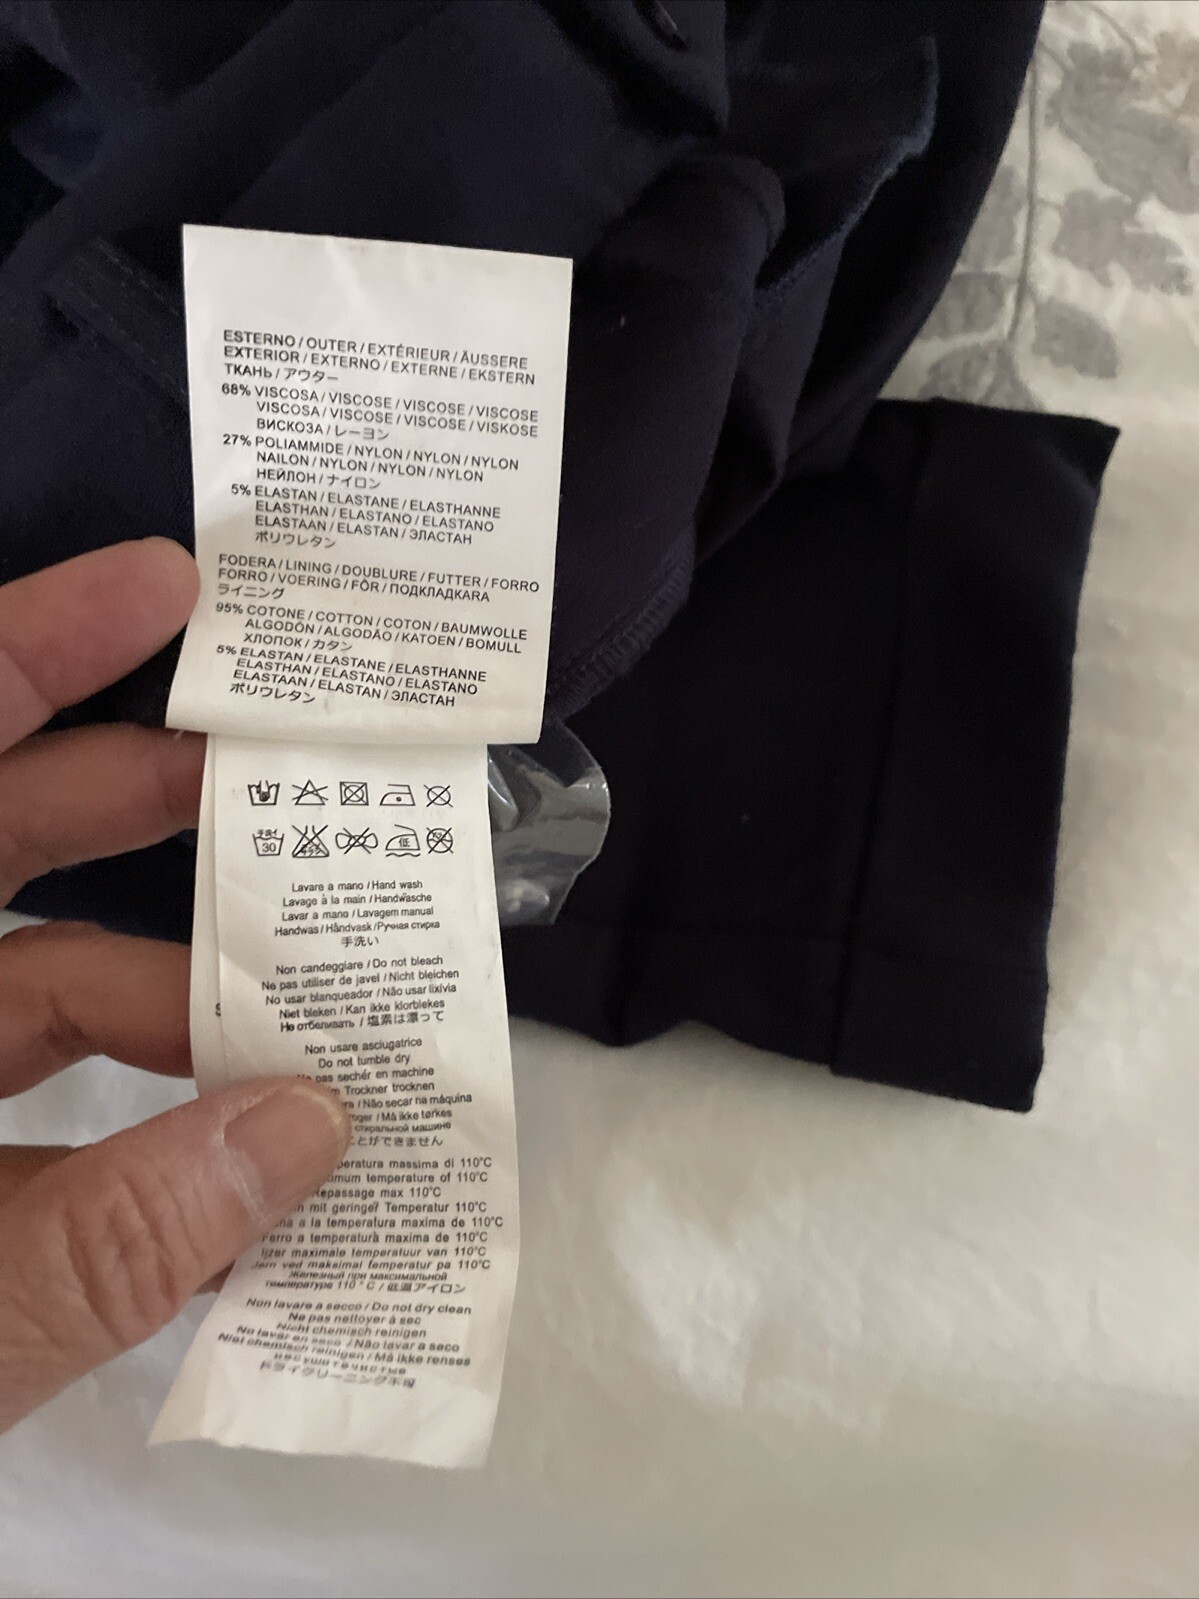 ESTERNO / OUTER / EXTÉRIEUR / ÄUSSERE
EXTERIOR / EXTERNO / EXTERNE / EKSTERN
ТКАНЬ / アウター
68% VISCOSA / VISCOSE / VISCOSE / VISCOSE
VISCOSA / VISCOSE / VISCOSE / VISKOSE
ВИСКОЗА / レーヨン
27% POLIAMMIDE / NYLON / NYLON / NYLON
NAILON / NYLON / NYLON / NYLON
НЕЙЛОН / ナイロン
5% ELASTAN / ELASTANE / ELASTHANNE
ELASTHAN / ELASTANO / ELASTANO
ELASTAAN / ELASTAN / ЭЛАСТАН
ポリウレタン
FODERA / LINING / DOUBLURE / FUTTER / FORRO
FORRO / VOERING / FÔR / ПОДКЛАДКАRA
ライニング
95% COTONE / COTTON / COTON / BAUMWOLLE
ALGODÓN / ALGODÃO / KATOEN / BOMULL
ХЛОПОК / カタン
5% ELASTAN / ELASTANE / ELASTHANNE
ELASTHAN / ELASTANO / ELASTANO
ELASTAAN / ELASTAN / ЭЛАСТАН
ポリウレタン
30 低
Lavare a mano / Hand wash
Lavage à la main / Handwäsche
Lavar a mano / Lavagem manual
Handwas / Håndvask / Ручная стирка
手洗い
Non candeggiare / Do not bleach
Ne pas utiliser de javel / Nicht bleichen
No usar blanqueador / Não usar lixívia
Niet bleken / Kan ikke klorblekes
Не отбеливать / 塩素は漂って
Non usare asciugatrice
Do not tumble dry
pas sechér en machine
Trockner trocknen
/ Não secar na máquina
/ Må ikke tørkes
стиральной машине
ことができません
massima di 110°C
temperature of 110°C
Repassage max 110°C
mit geringer Temperatur 110°C
a la temperatura maxima de 110°C
Ferro a temperaturà maxima de 110°C
Ijzer maximale temperatuur van 110°C
Jern ved maksimal temperatur pa 110°C
Железный при максимальной
температуре 110 ° C / 低温アイロン
Non lavare a secco / Do not dry clean
Ne pas nettoyer à sec
Nicht chemisch reinigen
No lavar en seco / Não lavar a seco
Niet chemisch reinigen / Må ikke renses
ドライクリーニング不可